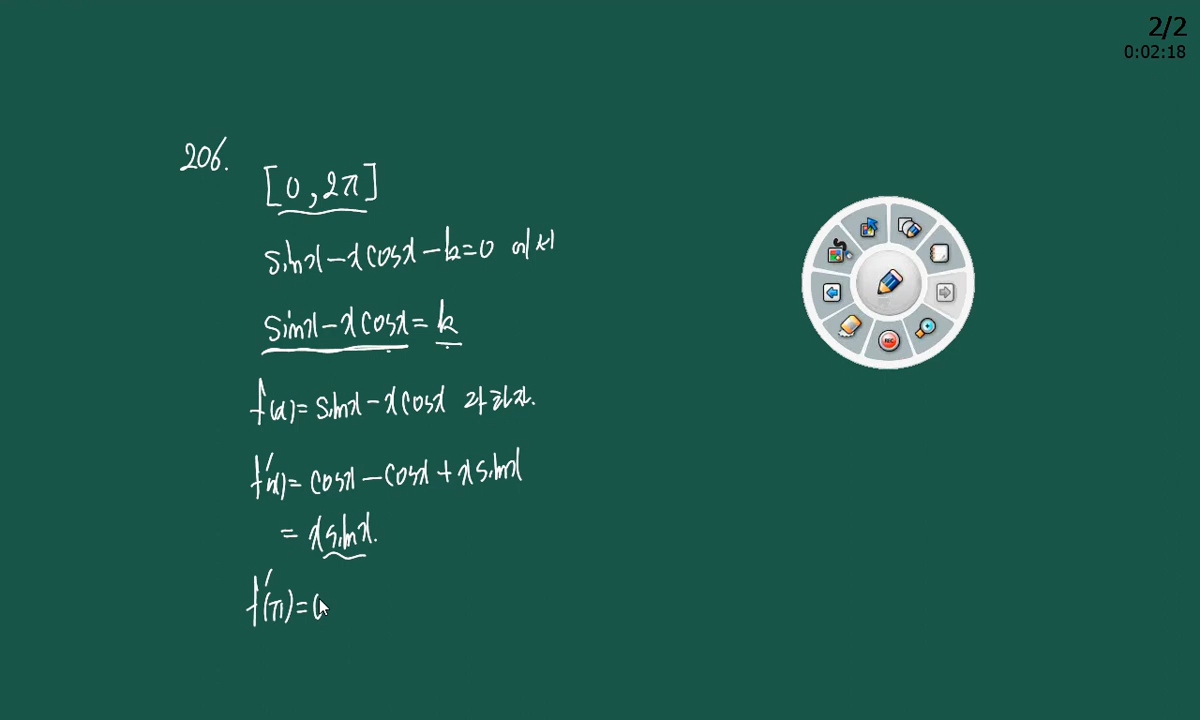 2/2
0:02:18
206.
[0, 2π]
sinx - xcosx - k = 0 에서
sinx - xcosx = k
f(x) = sinx - xcosx 라 하자.
f'(x) = cosx - cosx + xsinx
= xsinx.
f'(π) = 0
REC